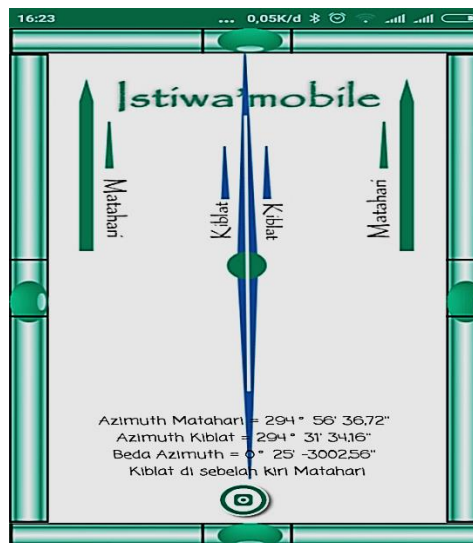 16:23 ... 0,05K/d
Istiwa'mobile
Matahari
Kiblat
Kiblat
Matahari
Azimuth Matahari = 294° 56' 36,72"
Azimuth Kiblat = 294° 31' 34,16"
Beda Azimuth = 0° 25' -3002,56"
Kiblat di sebelah kiri Matahari